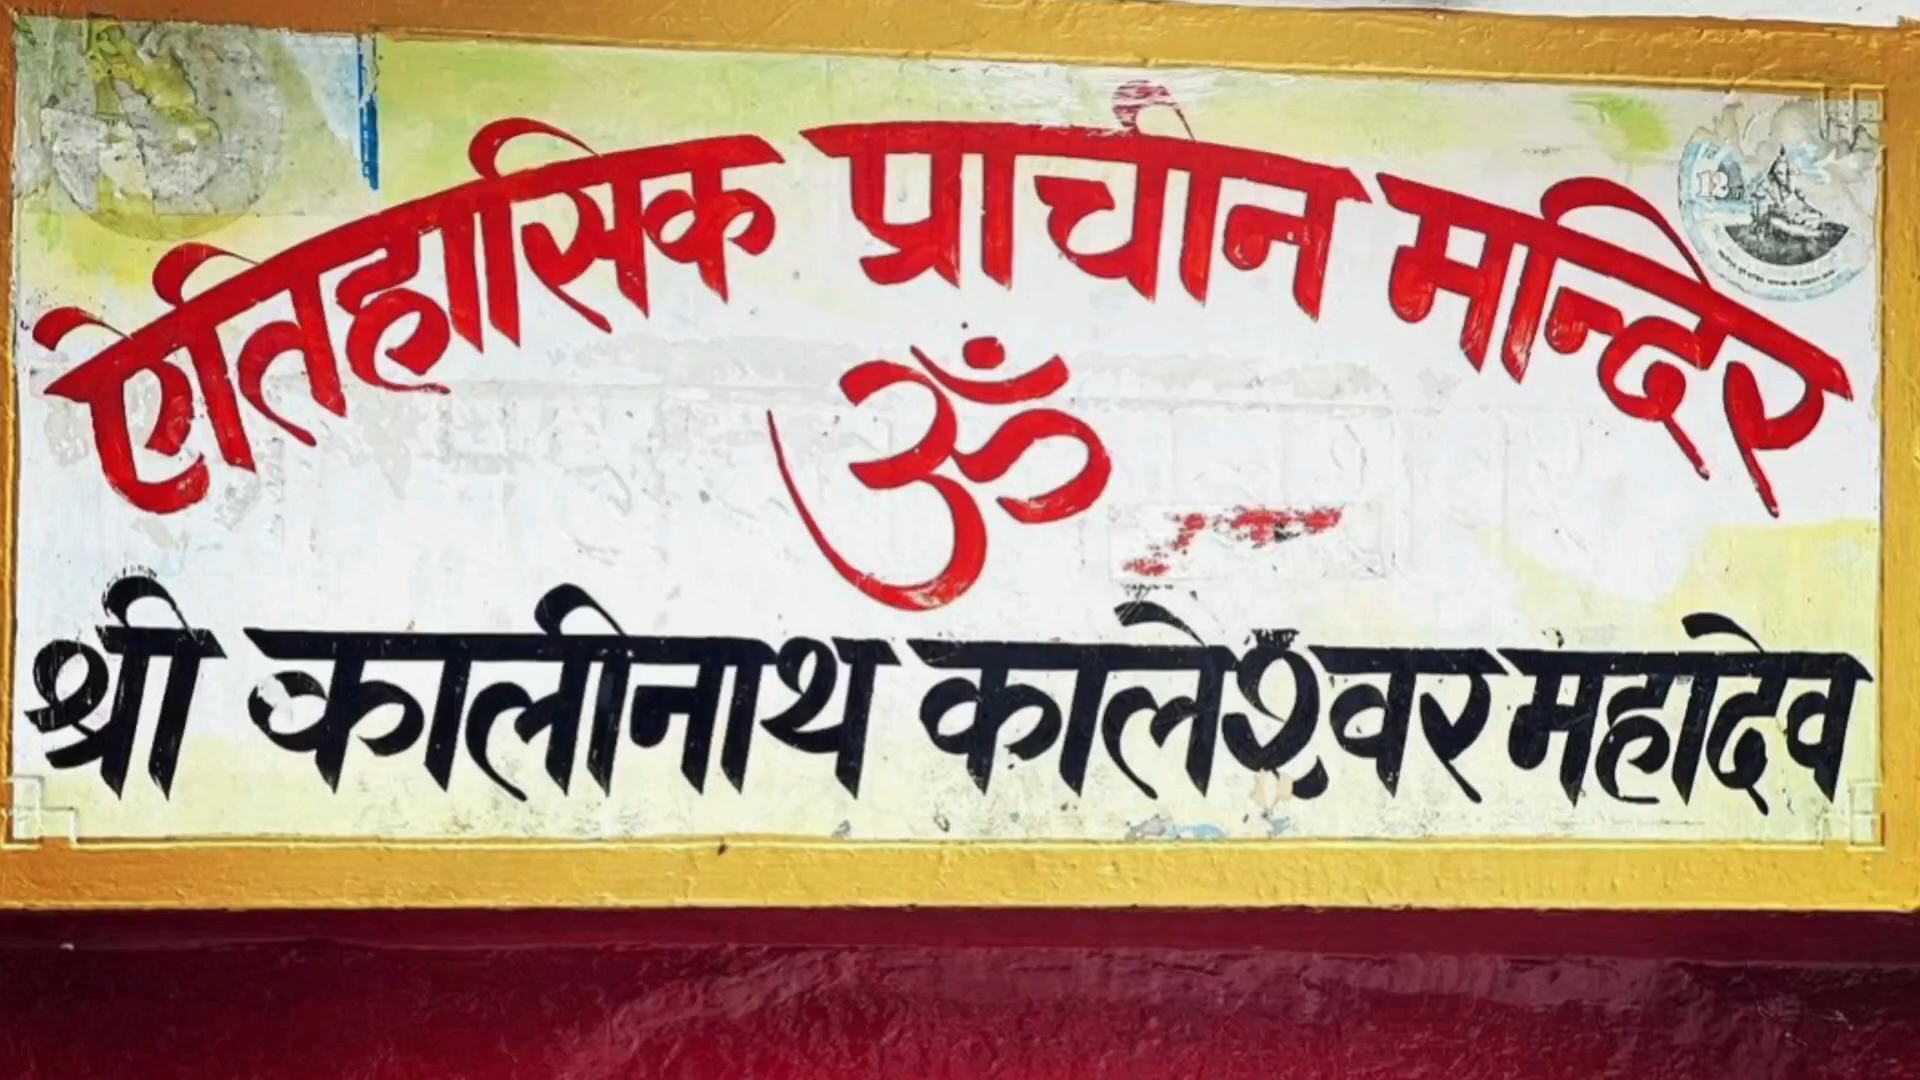 ऐतिहासिक प्राचीन मन्दिर
ॐ
श्री कालीनाथ कालेश्वर महादेव